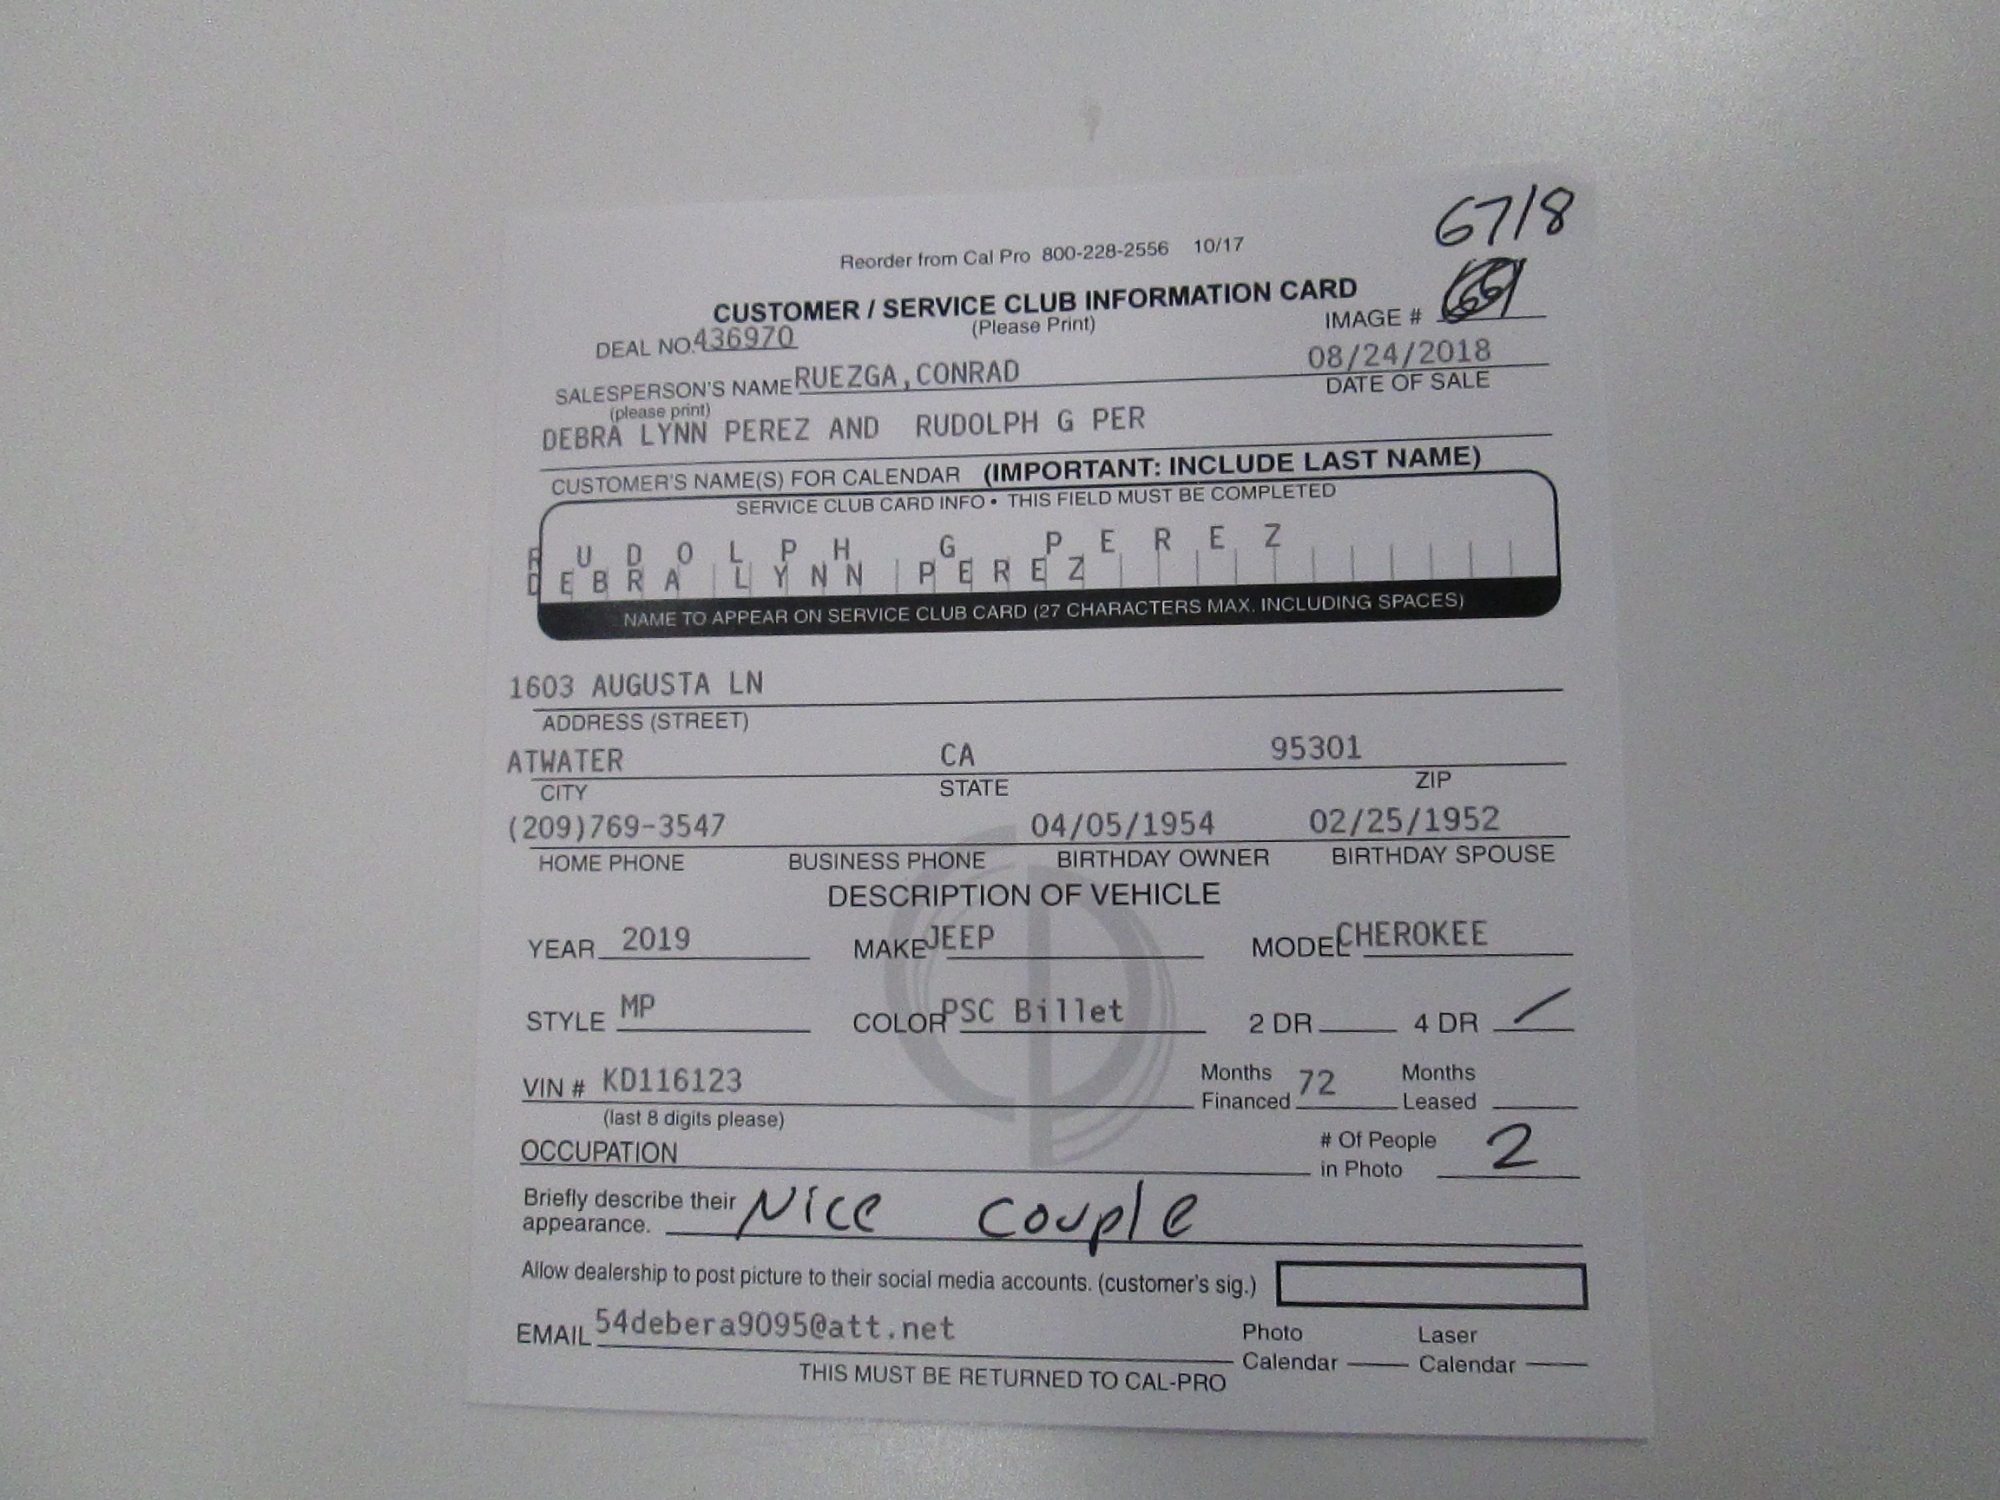 6718
Reorder from Cal Pro 800-228-2556 10/17
CUSTOMER / SERVICE CLUB INFORMATION CARD
(Please Print)
IMAGE #
DEAL NO. 436970
SALESPERSON'S NAME RUEZGA, CONRAD 08/24/2018
(please print) DATE OF SALE
DEBRA LYNN PEREZ AND RUDOLPH G PER
CUSTOMER'S NAME(S) FOR CALENDAR (IMPORTANT: INCLUDE LAST NAME)
SERVICE CLUB CARD INFO • THIS FIELD MUST BE COMPLETED
RUDOLPH G PEREZ
DEBRA LYNN PEREZ
NAME TO APPEAR ON SERVICE CLUB CARD (27 CHARACTERS MAX. INCLUDING SPACES)
1603 AUGUSTA LN
ADDRESS (STREET)
ATWATER CA 95301
CITY STATE ZIP
(209)769-3547 04/05/1954 02/25/1952
HOME PHONE BUSINESS PHONE BIRTHDAY OWNER BIRTHDAY SPOUSE
DESCRIPTION OF VEHICLE
YEAR 2019 MAKE JEEP MODEL CHEROKEE
STYLE MP COLOR PSC Billet 2 DR 4 DR /
VIN # KD116123 Months Financed 72 Months Leased
(last 8 digits please)
OCCUPATION # Of People in Photo 2
Briefly describe their appearance. Nice Couple
Allow dealership to post picture to their social media accounts. (customer's sig.)
EMAIL 54debera9095@att.net Photo Calendar Laser Calendar
THIS MUST BE RETURNED TO CAL-PRO